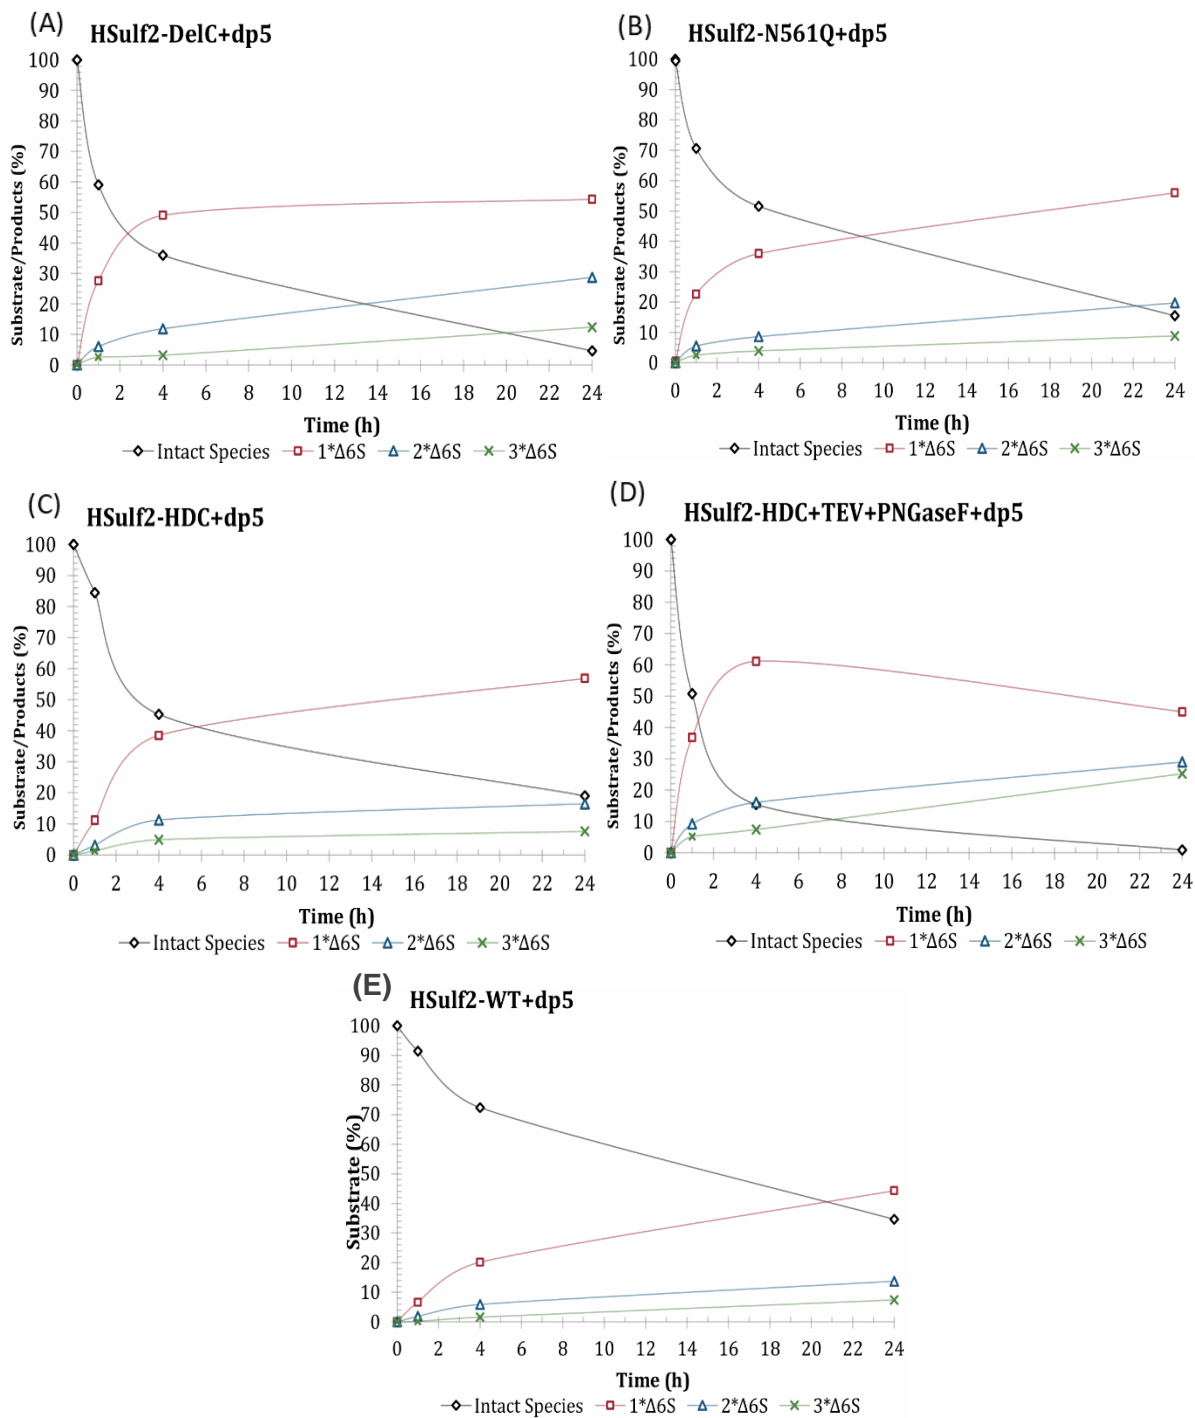 (A)
HSulf2-DelC+dp5
Substrate/Products (%)
100
90
80
70
60
50
40
30
20
10
0
0 2 4 6 8 10 12 14 16 18 20 22 24
Time (h)
Intact Species 1*Δ6S 2*Δ6S 3*Δ6S
(B)
HSulf2-N561Q+dp5
Substrate/Products (%)
100
90
80
70
60
50
40
30
20
10
0
0 2 4 6 8 10 12 14 16 18 20 22 24
Time (h)
Intact Species 1*Δ6S 2*Δ6S 3*Δ6S
(C)
HSulf2-HDC+dp5
Substrate/Products (%)
100
90
80
70
60
50
40
30
20
10
0
0 2 4 6 8 10 12 14 16 18 20 22 24
Time (h)
Intact Species 1*Δ6S 2*Δ6S 3*Δ6S
(D)
HSulf2-HDC+TEV+PNGaseF+dp5
Substrate/Products (%)
100
90
80
70
60
50
40
30
20
10
0
0 2 4 6 8 10 12 14 16 18 20 22 24
Time (h)
Intact Species 1*Δ6S 2*Δ6S 3*Δ6S
(E)
HSulf2-WT+dp5
Substrate (%)
100
90
80
70
60
50
40
30
20
10
0
0 2 4 6 8 10 12 14 16 18 20 22 24
Time (h)
Intact Species 1*Δ6S 2*Δ6S 3*Δ6S